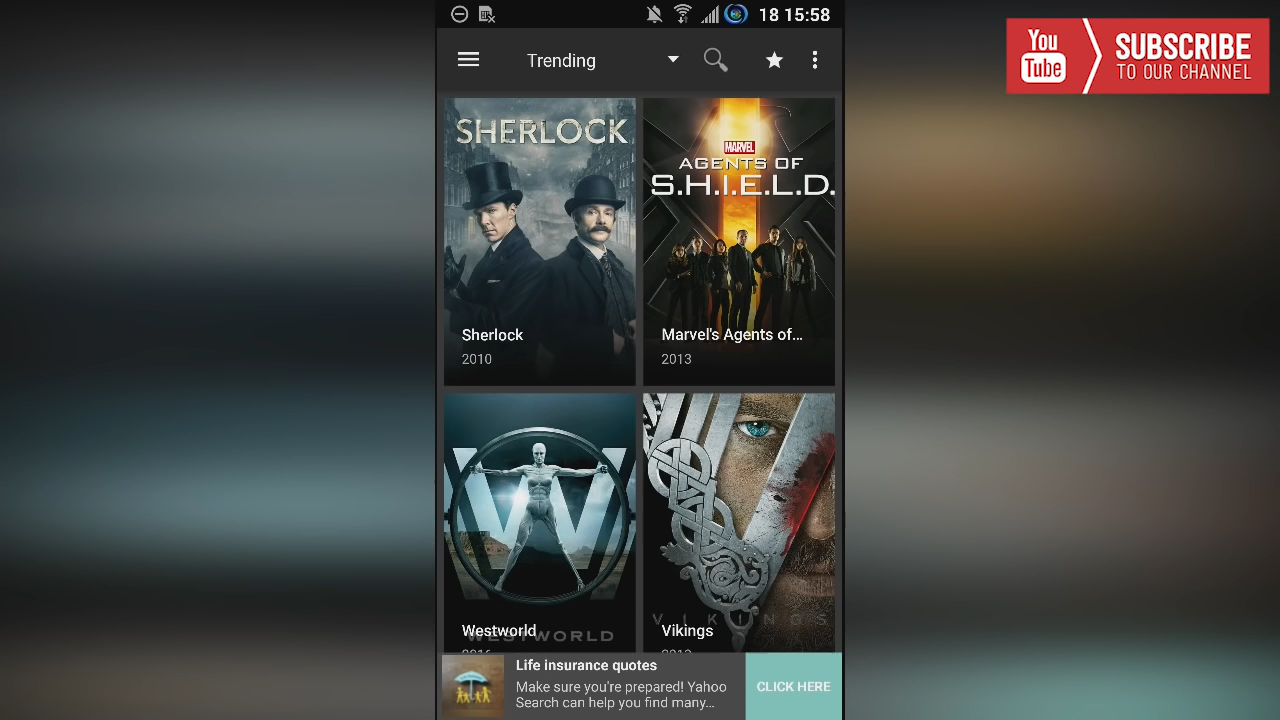 18 15:58
Trending
You
Tube
SUBSCRIBE
TO OUR CHANNEL
SHERLOCK
Sherlock
2010
MARVEL
AGENTS OF
S.H.I.E.L.D.
Marvel's Agents of...
2013
Westworld
WESTWORLD
VIKINGS
Vikings
Life insurance quotes
Make sure you're prepared! Yahoo
Search can help you find many...
CLICK HERE